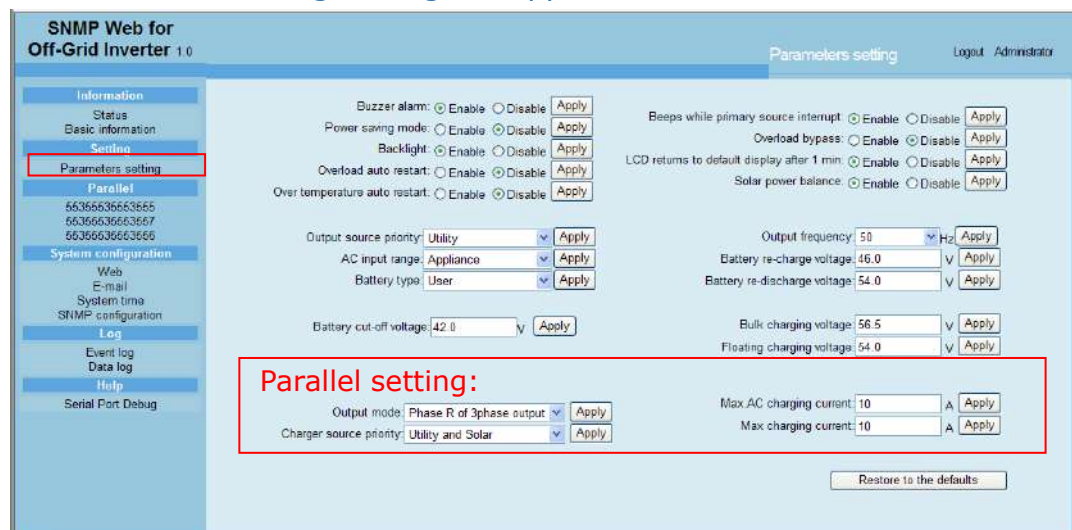 SNMP Web for
Off-Grid Inverter 1.0
Parameters setting
Logout Administrator
Information
Status
Basic information
Setting
Parameters setting
Parallel
System configuration
Web
E-mail
System time
SNMP configuration
Log
Event log
Data log
Help
Serial Port Debug
Buzzer alarm: Enable Disable Apply
Power saving mode: Enable Disable Apply
Backlight: Enable Disable Apply
Overload auto restart: Enable Disable Apply
Over temperature auto restart: Enable Disable Apply
Beeps while primary source interrupt: Enable Disable Apply
Overload bypass: Enable Disable Apply
LCD returns to default display after 1 min: Enable Disable Apply
Solar power balance: Enable Disable Apply
Output source priority: Utility Apply
AC input range: Appliance Apply
Battery type: User Apply
Output frequency: 50 Hz Apply
Battery re-charge voltage: 46.0 V Apply
Battery re-discharge voltage: 54.0 V Apply
Battery cut-off voltage: 42.0 V Apply
Bulk charging voltage: 56.5 V Apply
Floating charging voltage: 54.0 V Apply
Parallel setting:
Output mode: Phase R of 3phase output Apply
Charger source priority: Utility and Solar Apply
Max AC charging current: 10 A Apply
Max charging current: 10 A Apply
Restore to the defaults